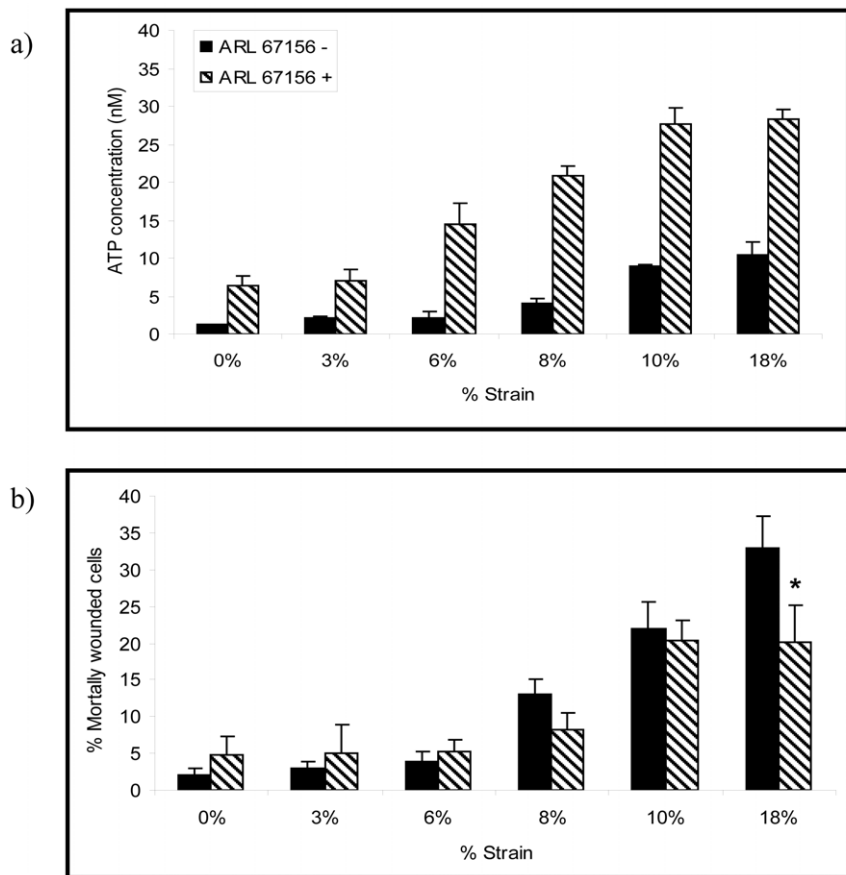 a)
ARL 67156 -
ARL 67156 +
ATP concentration (nM)
40
35
30
25
20
15
10
5
0
0% 3% 6% 8% 10% 18%
% Strain
b)
% Mortally wounded cells
40
35
30
25
20
15
10
5
0
*
0% 3% 6% 8% 10% 18%
% Strain